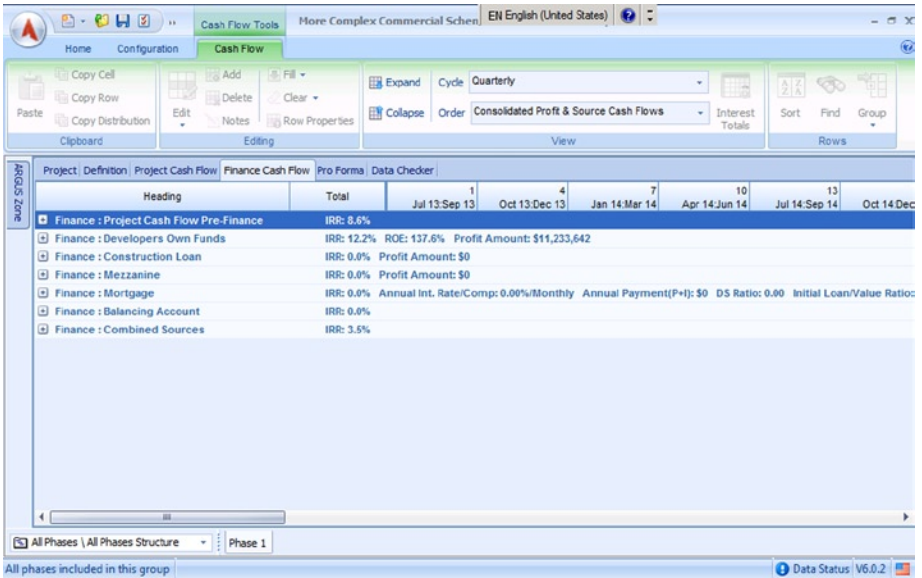 Cash Flow Tools More Complex Commercial Schem EN English (United States)
Home Configuration Cash Flow
Paste
Copy Cell
Copy Row
Copy Distribution
Clipboard
Edit
Add
Delete
Notes
Fill
Clear
Row Properties
Editing
Expand
Collapse
Cycle Quarterly
Order Consolidated Profit & Source Cash Flows
Interest Totals
View
Sort Find Group
Rows
ARGUS Zone
Project Definition Project Cash Flow Finance Cash Flow Pro Forma Data Checker
Heading Total 1 4 7 10 13
Jul 13:Sep 13 Oct 13:Dec 13 Jan 14:Mar 14 Apr 14:Jun 14 Jul 14:Sep 14 Oct 14:Dec
Finance : Project Cash Flow Pre-Finance IRR: 8.6%
Finance : Developers Own Funds IRR: 12.2% ROE: 137.6% Profit Amount: $11,233,642
Finance : Construction Loan IRR: 0.0% Profit Amount: $0
Finance : Mezzanine IRR: 0.0% Profit Amount: $0
Finance : Mortgage IRR: 0.0% Annual Int. Rate/Comp: 0.00%/Monthly Annual Payment(P+I): $0 DS Ratio: 0.00 Initial Loan/Value Ratio:
Finance : Balancing Account IRR: 0.0%
Finance : Combined Sources IRR: 3.5%
All Phases \ All Phases Structure Phase 1
All phases included in this group Data Status V6.0.2